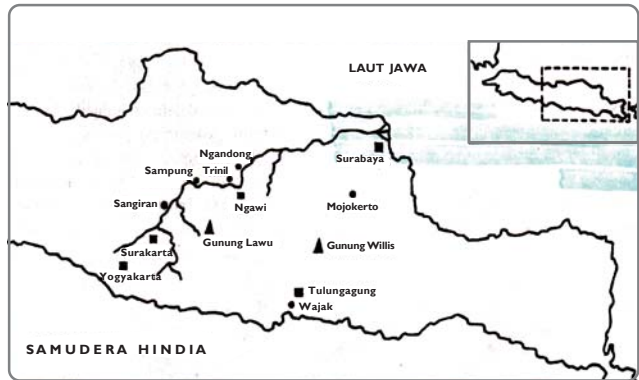 LAUT JAWA
Ngandong
Sampung
Trinil
Surabaya
Sangiran
Ngawi
Mojokerto
Gunung Lawu
Gunung Willis
Surakarta
Yogyakarta
Tulungagung
Wajak
SAMUDERA HINDIA